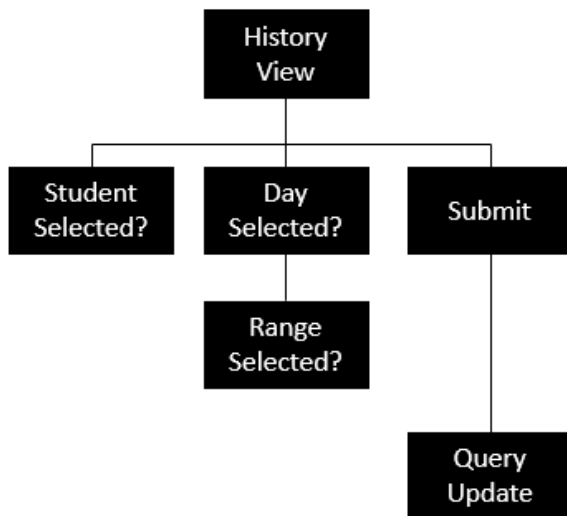 History
View
Student
Selected?
Day
Selected?
Submit
Range
Selected?
Query
Update